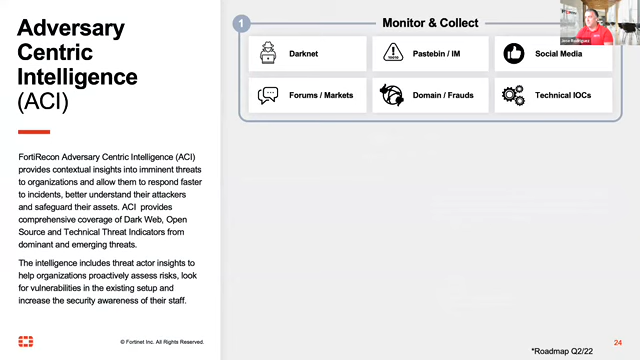 Adversary
Centric
Intelligence
(ACI)
FortiRecon Adversary Centric Intelligence (ACI)
provides contextual insights into imminent threats
to organizations and allow them to respond faster
to incidents, better understand their attackers
and safeguard their assets. ACI provides
comprehensive coverage of Dark Web, Open
Source and Technical Threat Indicators from
dominant and emerging threats.
The intelligence includes threat actor insights to
help organizations proactively assess risks, look
for vulnerabilities in the existing setup and
increase the security awareness of their staff.
© Fortinet Inc. All Rights Reserved.
1
Monitor & Collect
Darknet
Pastebin / IM
Social Media
Forums / Markets
Domain / Frauds
Technical IOCs
24
*Roadmap Q2/22